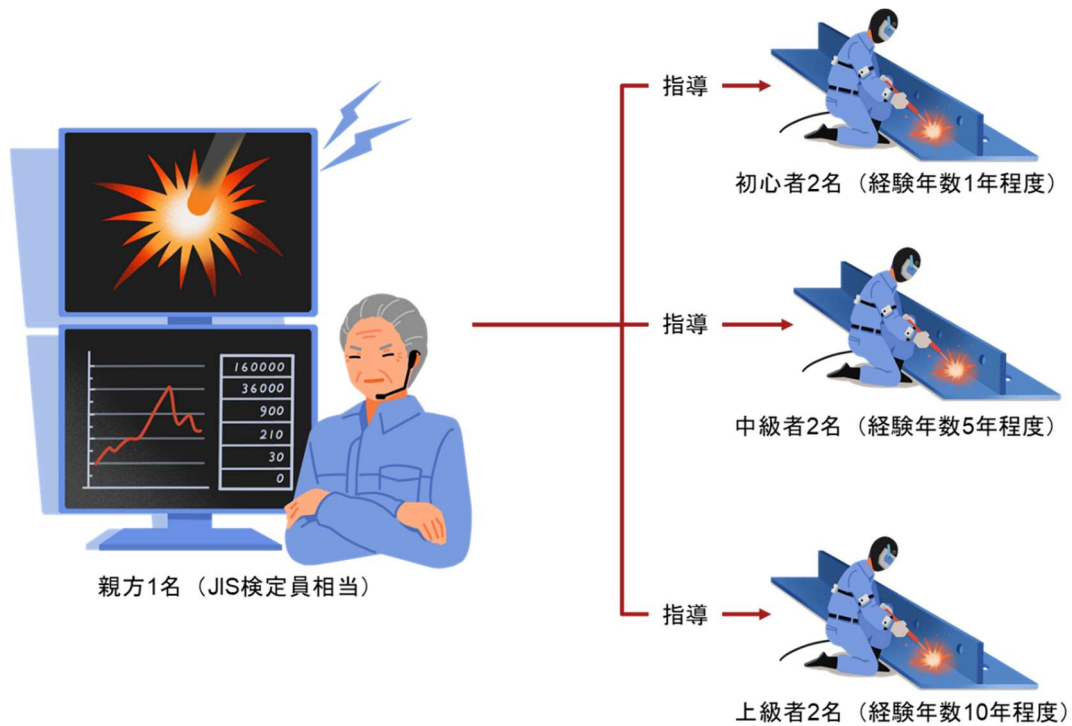 160000
36000
900
210
30
0
親方1名（JIS検定員相当）
指導
初心者2名（経験年数1年程度）
指導
中級者2名（経験年数5年程度）
指導
上級者2名（経験年数10年程度）